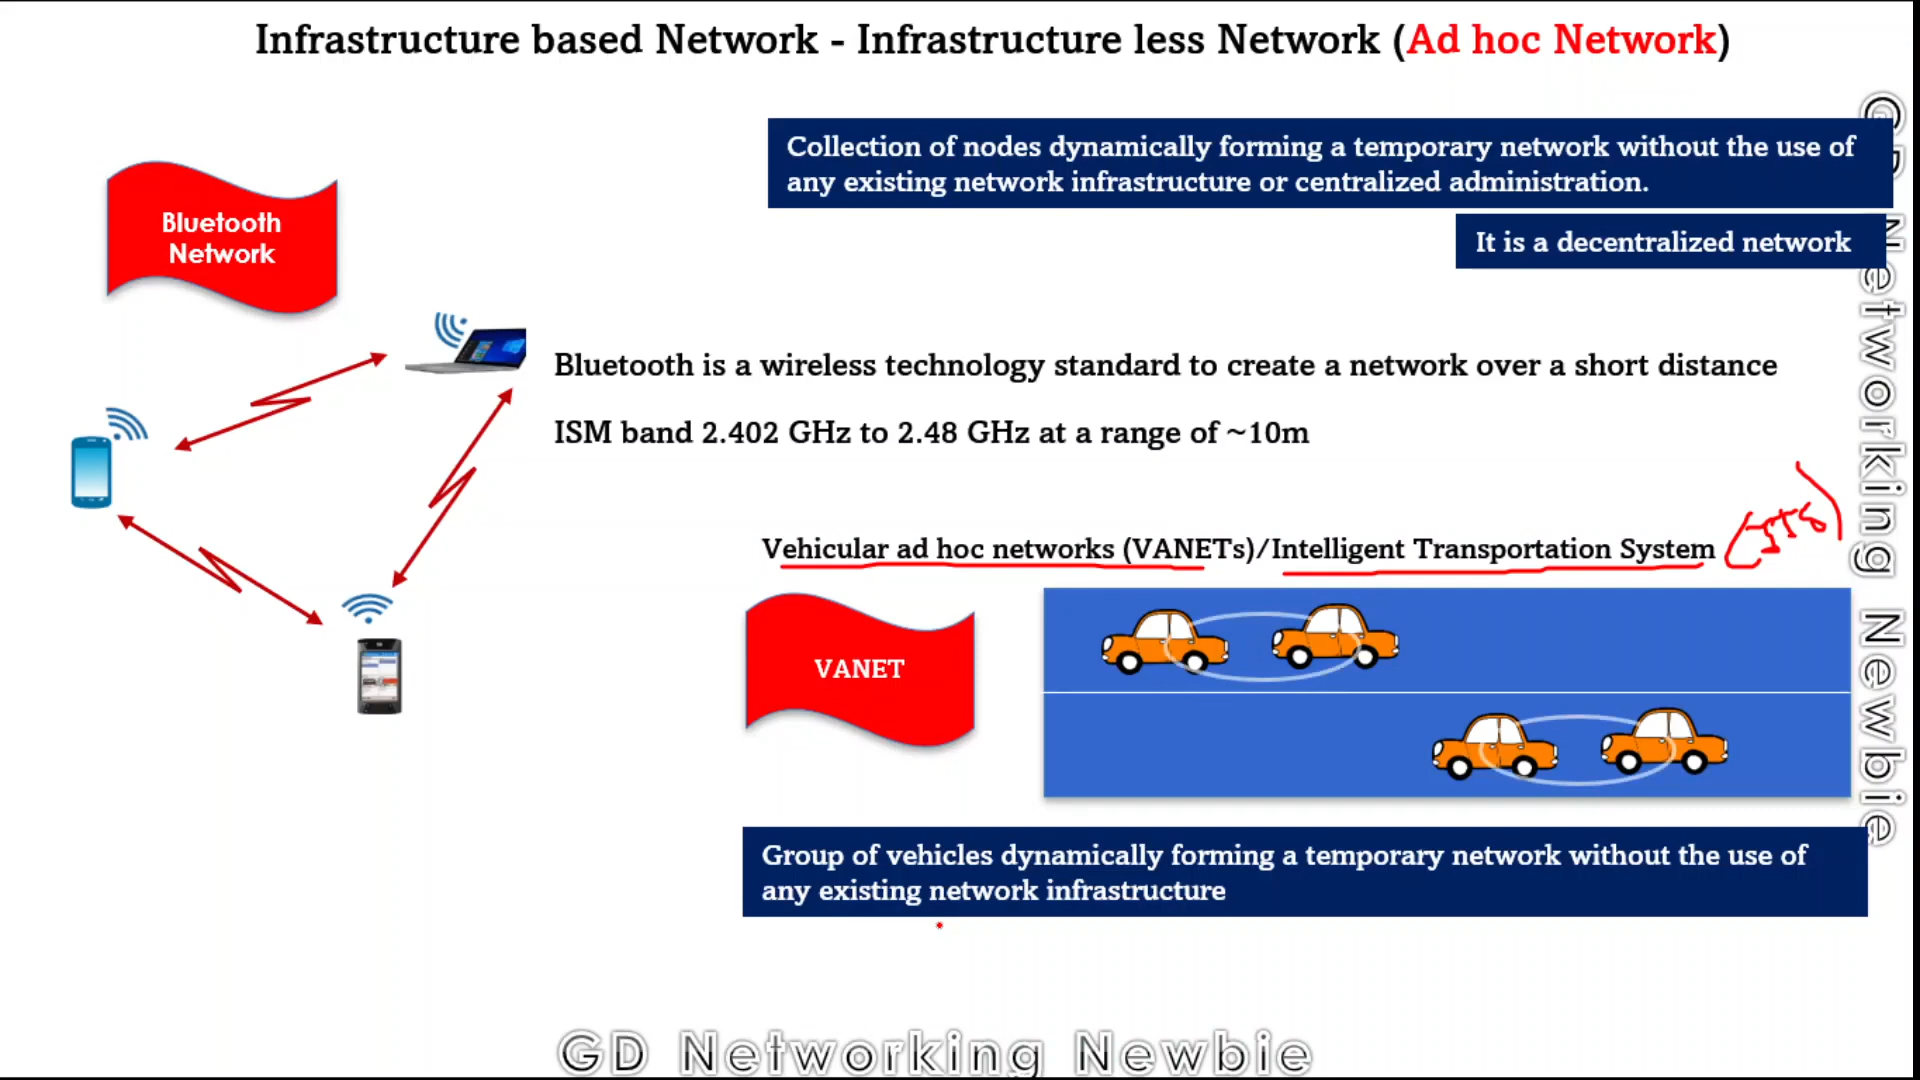 Infrastructure based Network - Infrastructure less Network (Ad hoc Network)
Collection of nodes dynamically forming a temporary network without the use of
any existing network infrastructure or centralized administration.
It is a decentralized network
Bluetooth
Network
Bluetooth is a wireless technology standard to create a network over a short distance
ISM band 2.402 GHz to 2.48 GHz at a range of ~10m
Vehicular ad hoc networks (VANETs)/Intelligent Transportation System (ITS)
VANET
Group of vehicles dynamically forming a temporary network without the use of
any existing network infrastructure
GD Networking Newbie
GD Networking Newbie